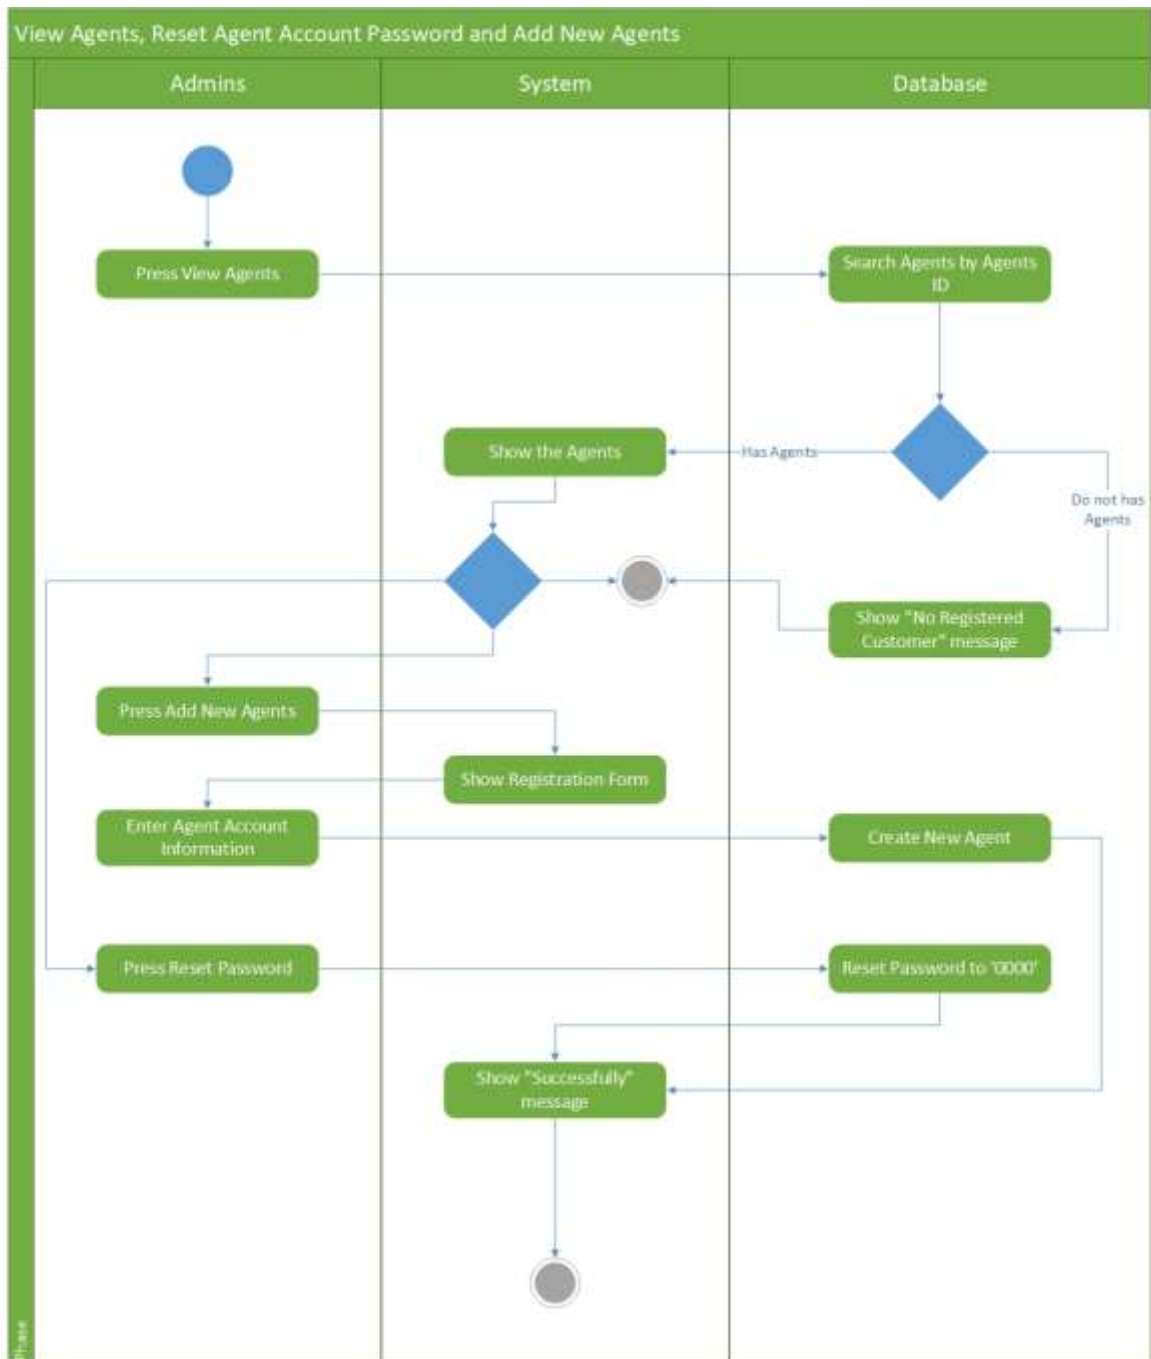 View Agents, Reset Agent Account Password and Add New Agents
Admins
System
Database
Press View Agents
Search Agents by Agents
ID
Show the Agents
Has Agents
Do not has
Agents
Show "No Registered
Customer" message
Press Add New Agents
Show Registration Form
Enter Agent Account
Information
Create New Agent
Press Reset Password
Reset Password to '0000'
Show "Successfully"
message
Phase